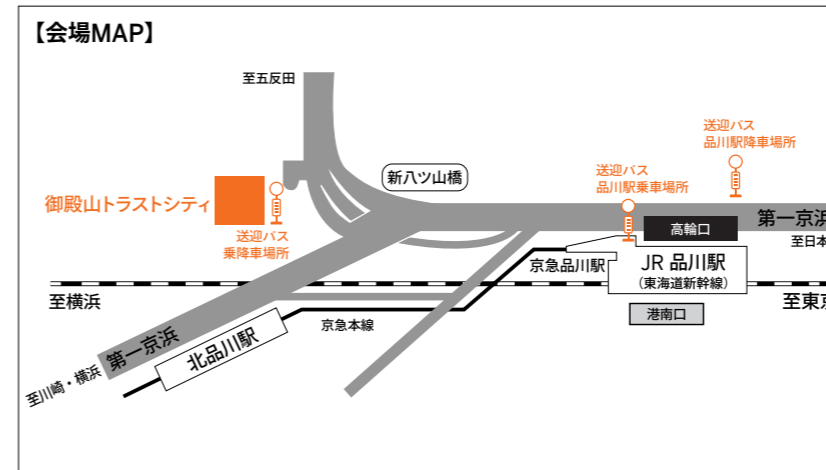 【会場MAP】
至五反田
送迎バス
品川駅降車場所
新八ツ山橋
送迎バス
品川駅乗車場所
御殿山トラストシティ
送迎バス
乗降車場所
第一京浜
高輪口
至日本
京急品川駅
JR 品川駅
(東海道新幹線)
至横浜
至東京
港南口
京急本線
第一京浜
北品川駅
至川崎・横浜